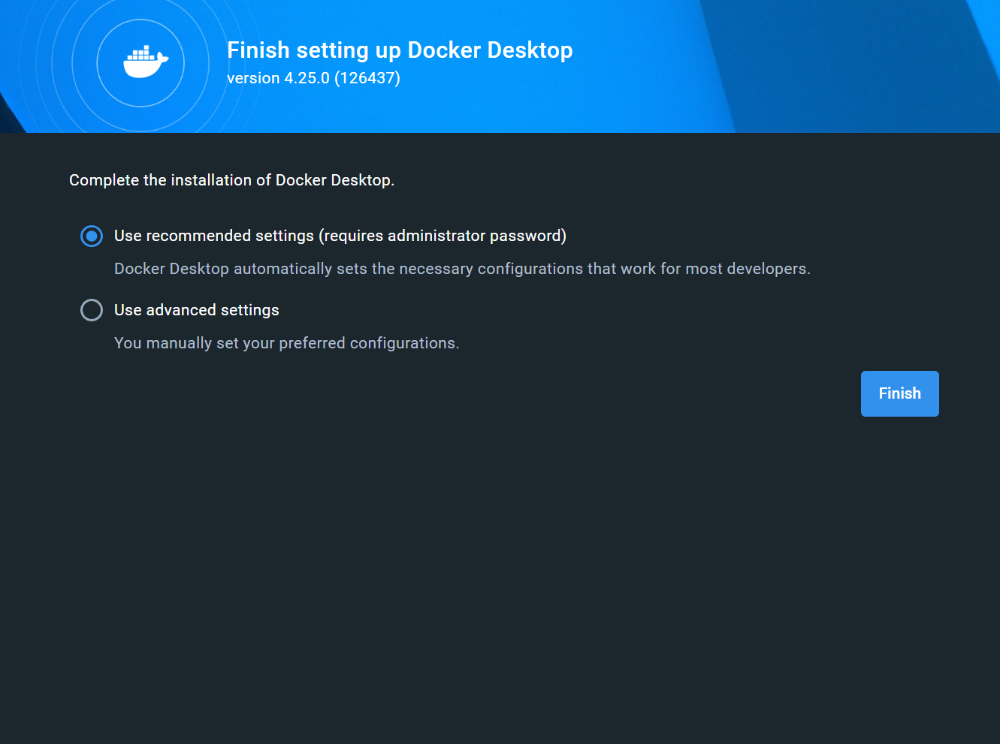 Finish setting up Docker Desktop
version 4.25.0 (126437)
Complete the installation of Docker Desktop.
Use recommended settings (requires administrator password)
Docker Desktop automatically sets the necessary configurations that work for most developers.
Use advanced settings
You manually set your preferred configurations.
Finish